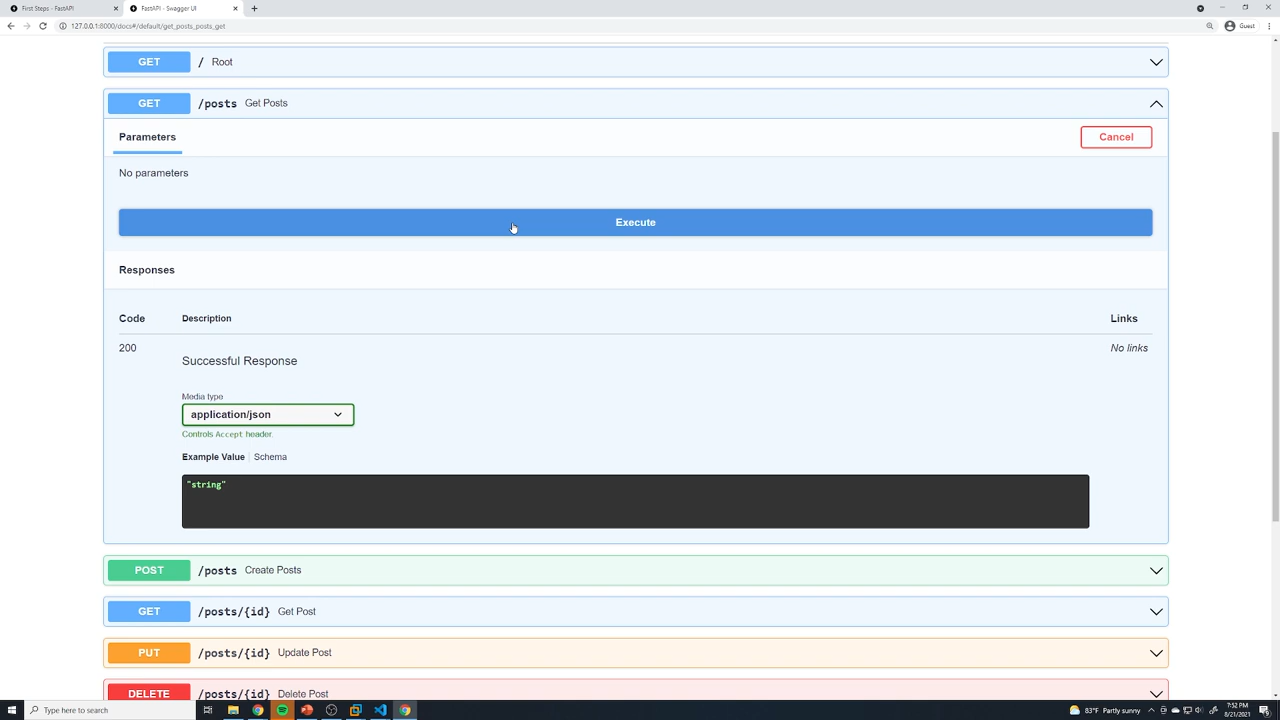 First Steps - FastAPI
FastAPI - Swagger UI
127.0.0.1:8000/docs#/default/get_posts_posts_get
Guest
GET / Root
GET /posts Get Posts
Parameters
Cancel
No parameters
Execute
Responses
Code Description Links
200 No links
Successful Response
Media type
application/json
Controls Accept header.
Example Value Schema
"string"
POST /posts Create Posts
GET /posts/{id} Get Post
PUT /posts/{id} Update Post
DELETE /posts/{id} Delete Post
Type here to search
83°F Partly sunny
7:52 PM
8/21/2021